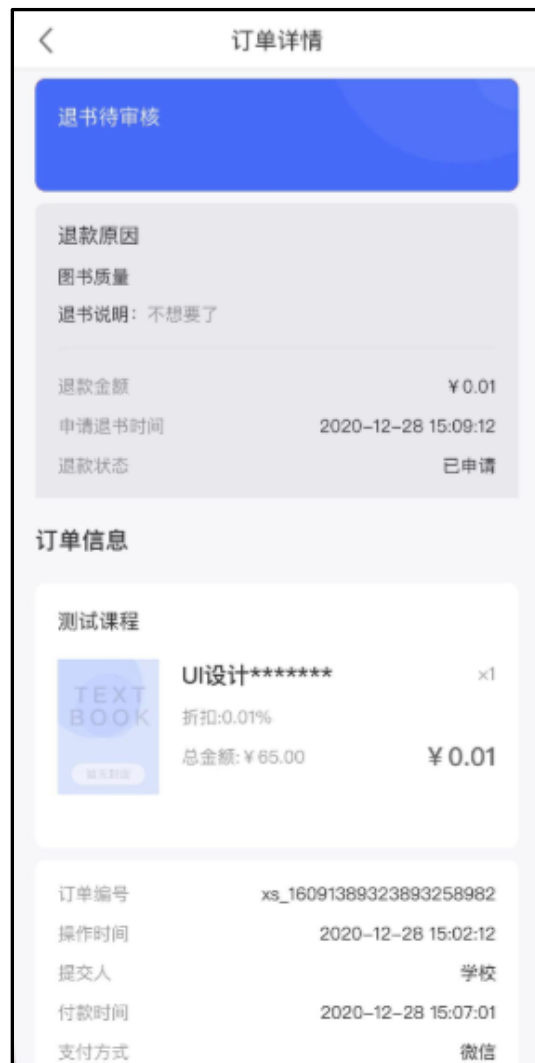 订单详情
退书待审核
退款原因
图书质量
退书说明：不想要了
退款金额 ¥0.01
申请退书时间 2020-12-28 15:09:12
退款状态 已申请
订单信息
测试课程
TEXT
BOOK
暂无封面
UI设计******* ×1
折扣:0.01%
总金额:¥65.00 ¥0.01
订单编号 xs_16091389323893258982
操作时间 2020-12-28 15:02:12
提交人 学校
付款时间 2020-12-28 15:07:01
支付方式 微信